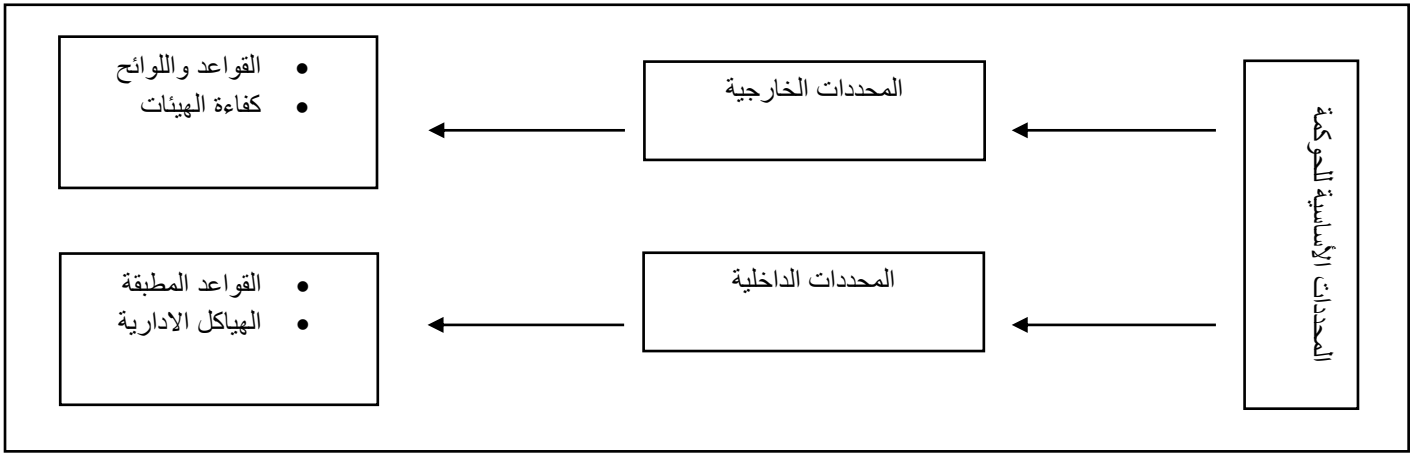 المحددات الأساسية للحوكمة
المحددات الخارجية
• القواعد واللوائح
• كفاءة الهيئات
المحددات الداخلية
• القواعد المطبقة
• الهياكل الادارية